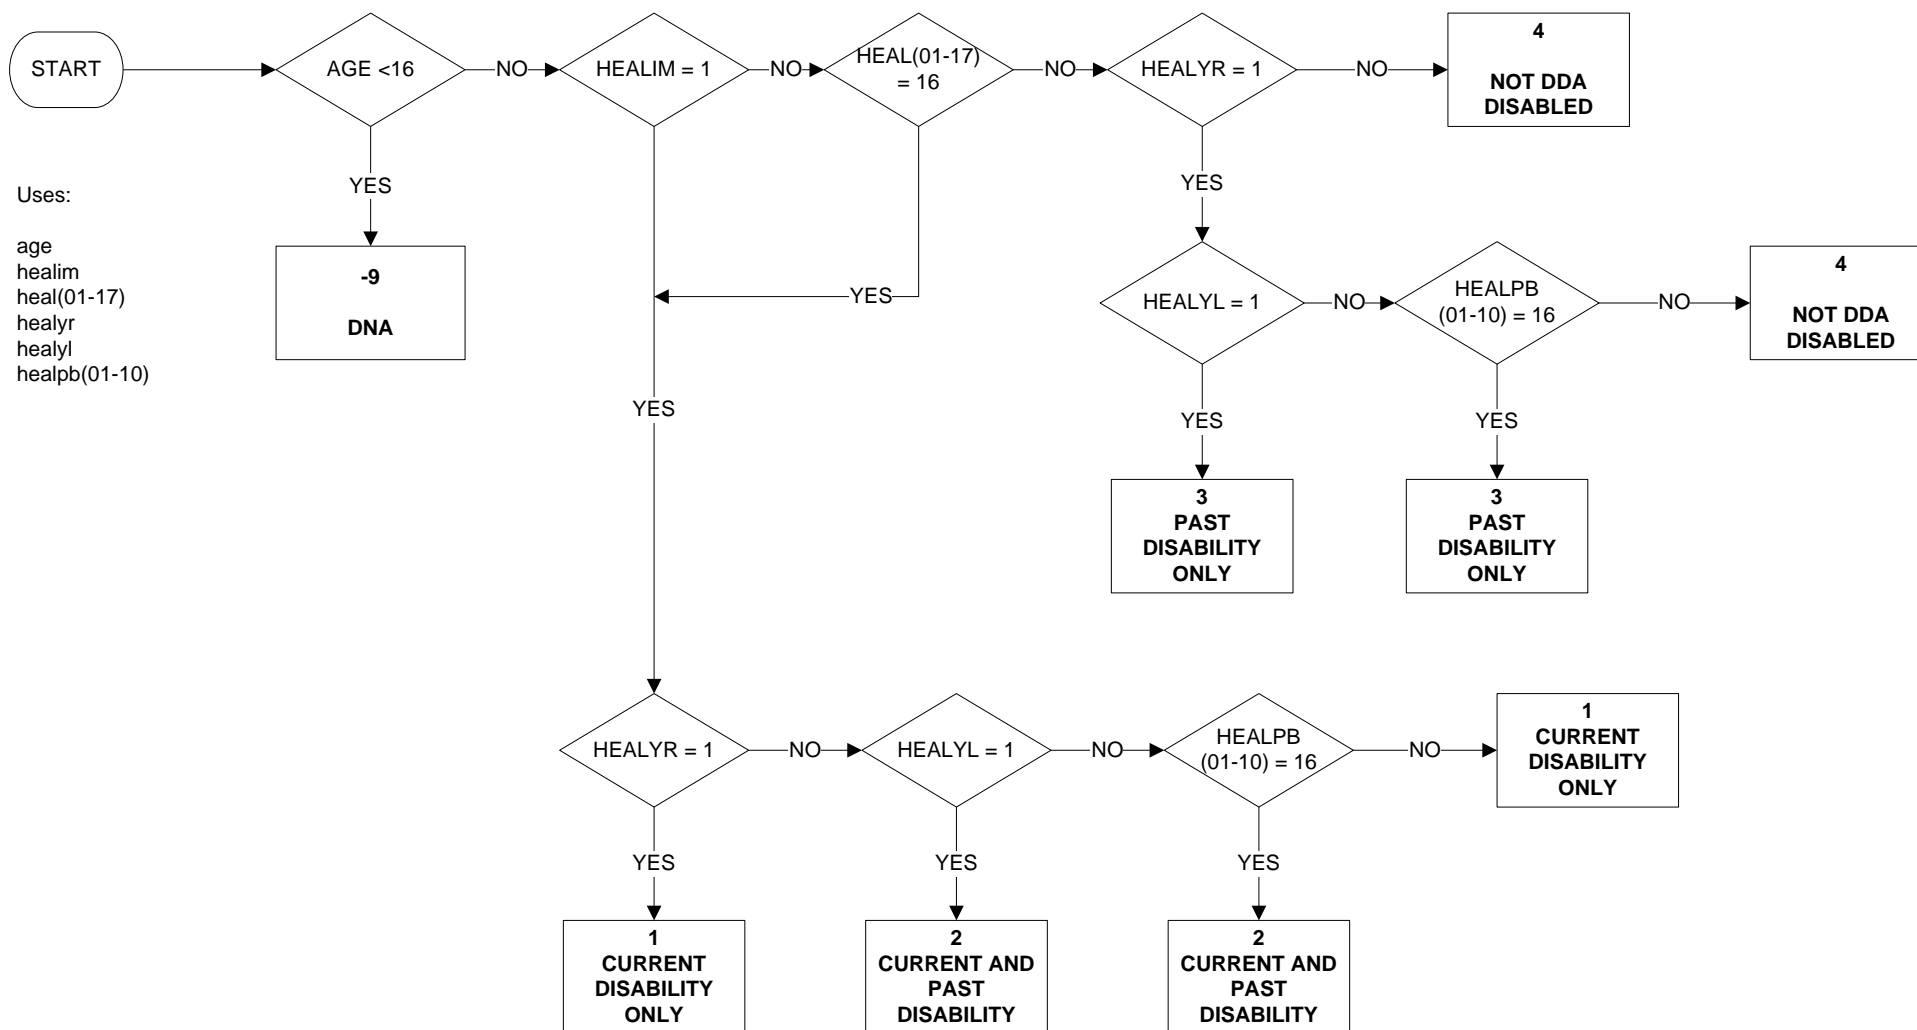 START
AGE <16
NO
HEALIM = 1
NO
HEAL(01-17)
= 16
NO
HEALYR = 1
NO
4
NOT DDA
DISABLED
YES
YES
Uses:
age
healim
heal(01-17)
healyr
healyl
healpb(01-10)
-9
DNA
YES
HEALYL = 1
NO
HEALPB
(01-10) = 16
NO
4
NOT DDA
DISABLED
YES
YES
YES
3
PAST
DISABILITY
ONLY
3
PAST
DISABILITY
ONLY
HEALYR = 1
NO
HEALYL = 1
NO
HEALPB
(01-10) = 16
NO
1
CURRENT
DISABILITY
ONLY
YES
YES
YES
1
CURRENT
DISABILITY
ONLY
2
CURRENT AND
PAST
DISABILITY
2
CURRENT AND
PAST
DISABILITY